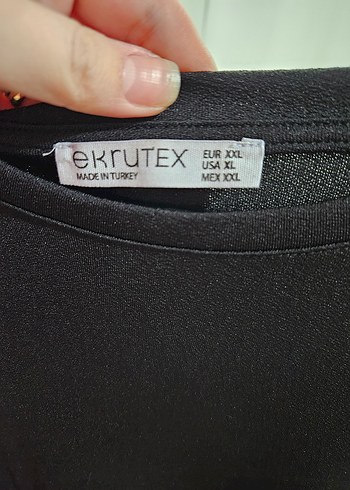 ekruTEX
MADE IN TURKEY
EUR XXL
USA XL
MEX XXL